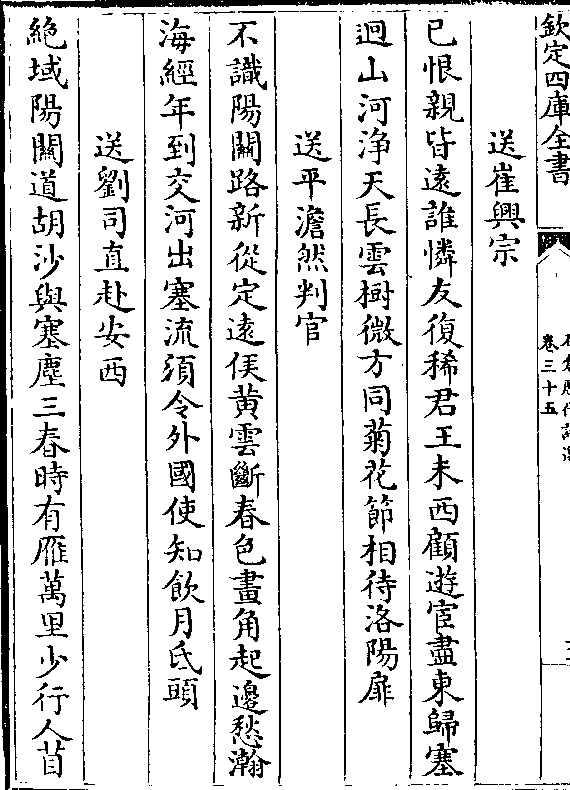 欽定四庫全書
卷三十五
送崔興宗
已恨親皆遠誰憐友復稀君王未西顧遊宦盡東歸塞
迥山河浄天長雲樹微方同菊花節相待洛陽扉
送平澹然判官
不識陽關路新從定遠侯黄雲斷春色畫角起邊愁瀚
海經年到交河出塞流須令外國使知飲月氏頭
送劉司直赴安西
絶域陽關道胡沙與塞塵三春時有雁萬里少行人苜